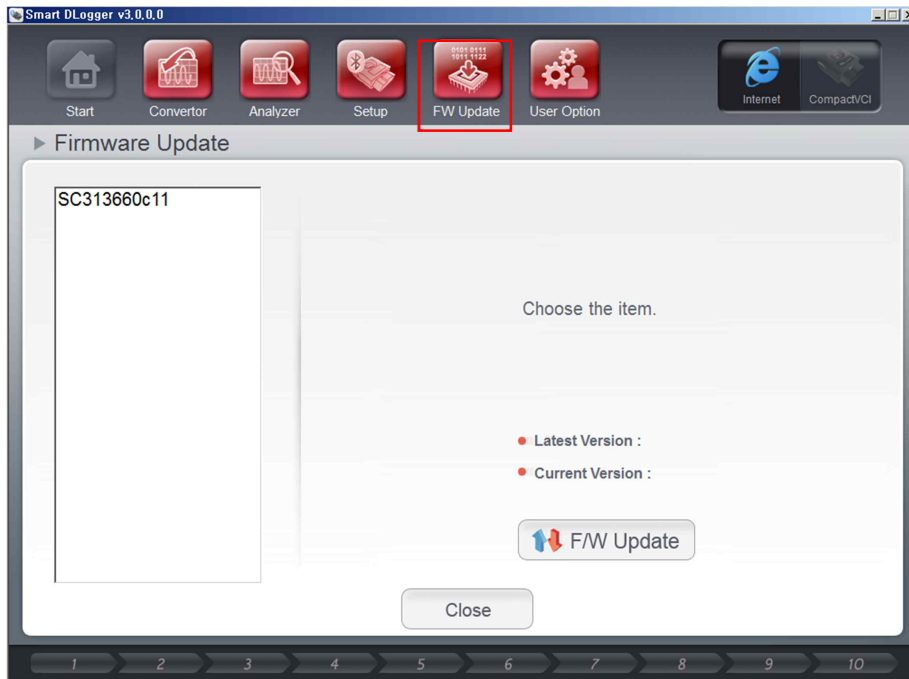 Smart DLogger v3,0,0,0
0101 0111
1011 1122
Start Convertor Analyzer Setup FW Update User Option Internet CompactVCI
Firmware Update
SC313660c11
Choose the item.
Latest Version :
Current Version :
F/W Update
Close
1 2 3 4 5 6 7 8 9 10